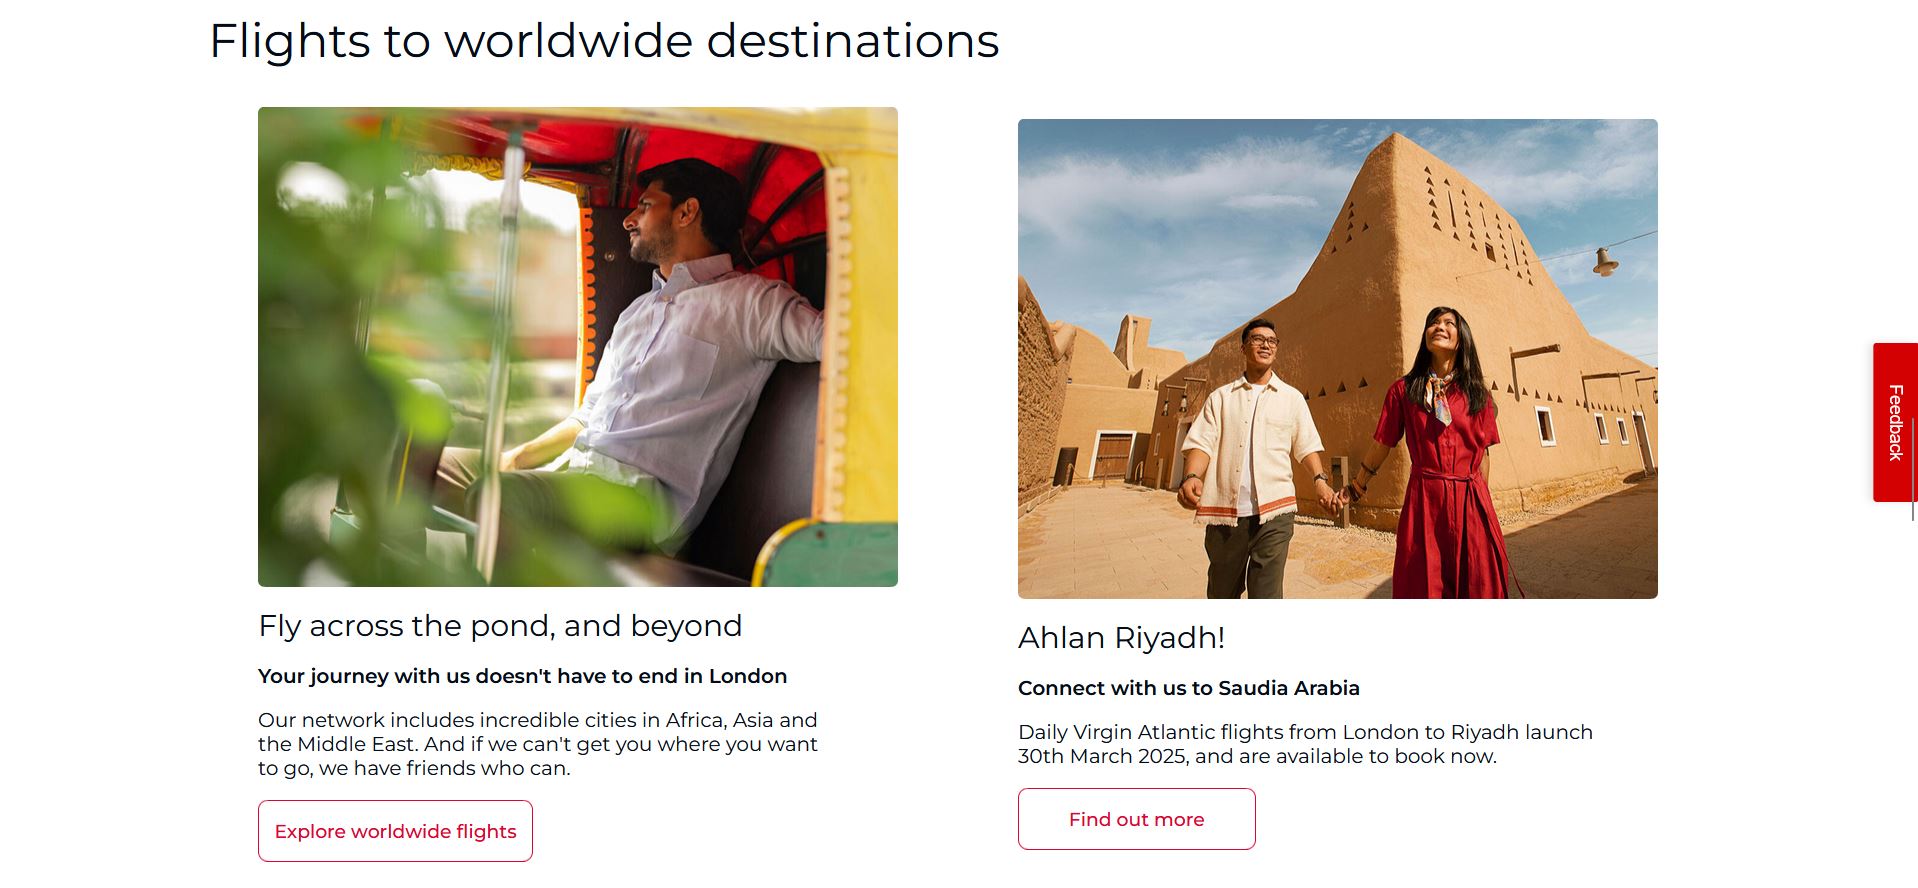 Flights to worldwide destinations
Fly across the pond, and beyond
Your journey with us doesn't have to end in London
Our network includes incredible cities in Africa, Asia and
the Middle East. And if we can't get you where you want
to go, we have friends who can.
Explore worldwide flights
Ahlan Riyadh!
Connect with us to Saudia Arabia
Daily Virgin Atlantic flights from London to Riyadh launch
30th March 2025, and are available to book now.
Find out more
Feedback